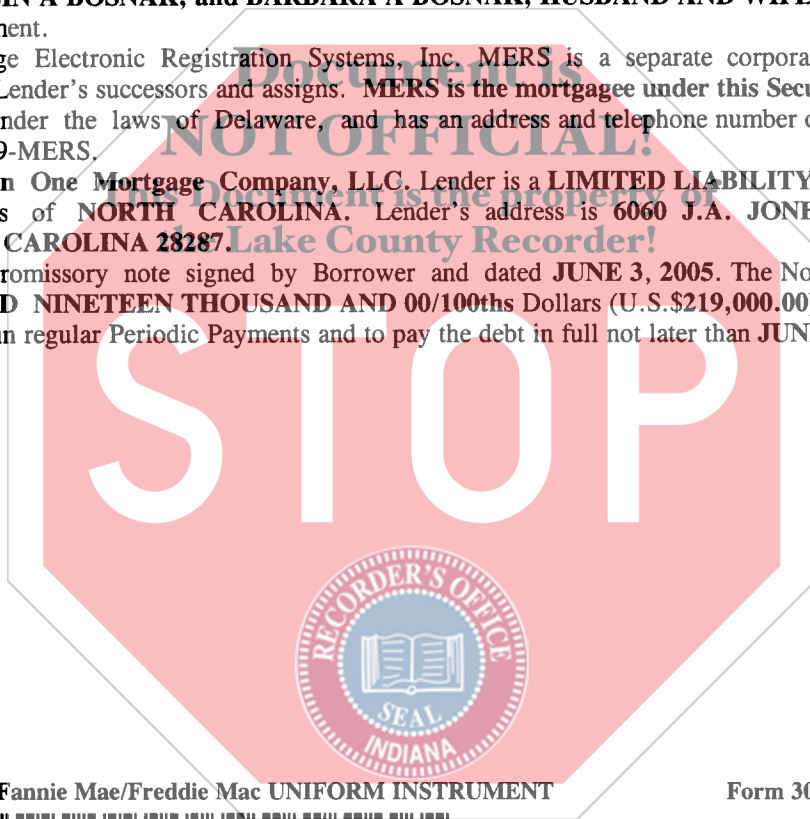 A BOSNAK, and BARBARA A BOSNAK, HUSBAND AND WIFE
ge Electronic Registration Systems, Inc. MERS is a separate corpora
Lender's successors and assigns. MERS is the mortgagee under this Secu
nder the laws of Delaware, and has an address and telephone number o
9-MERS.
n One Mortgage Company, LLC. Lender is a LIMITED LIABILITY
s of NORTH CAROLINA. Lender's address is 6060 J.A. JONE
CAROLINA 28287.
romissory note signed by Borrower and dated JUNE 3, 2005. The No
D NINETEEN THOUSAND AND 00/100ths Dollars (U.S.$219,000.00)
in regular Periodic Payments and to pay the debt in full not later than JUN
Document is
NOT OFFICIAL!
This Document is the property of
the Lake County Recorder!
STOP
RECORDER'S OFFICE
SEAL
INDIANA
Fannie Mae/Freddie Mac UNIFORM INSTRUMENT
Form 30